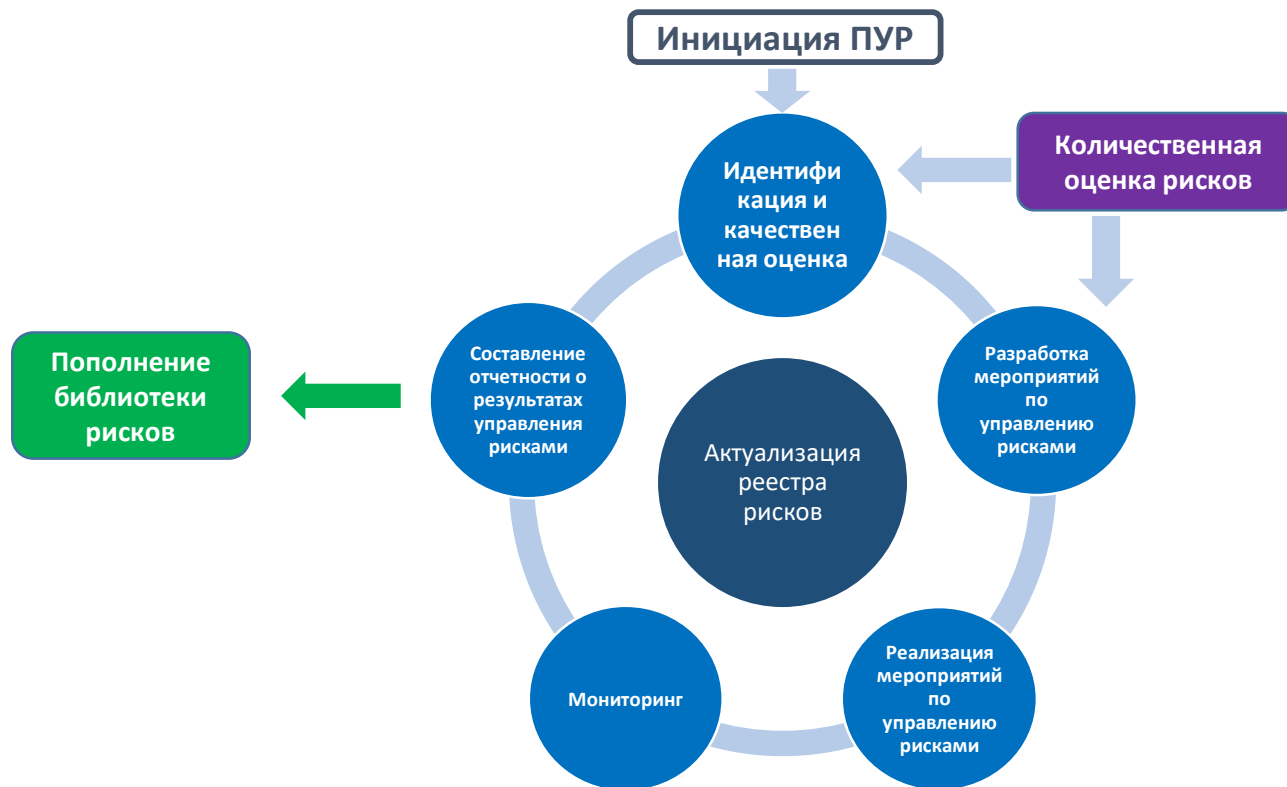 Инициация ПУР
Количественная
оценка рисков
Идентифи
кация и
качествен
ная оценка
Разработка
мероприятий
по
управлению
рисками
Реализация
мероприятий
по
управлению
рисками
Мониторинг
Составление
отчетности о
результатах
управления
рисками
Пополнение
библиотеки
рисков
Актуализация
реестра
рисков